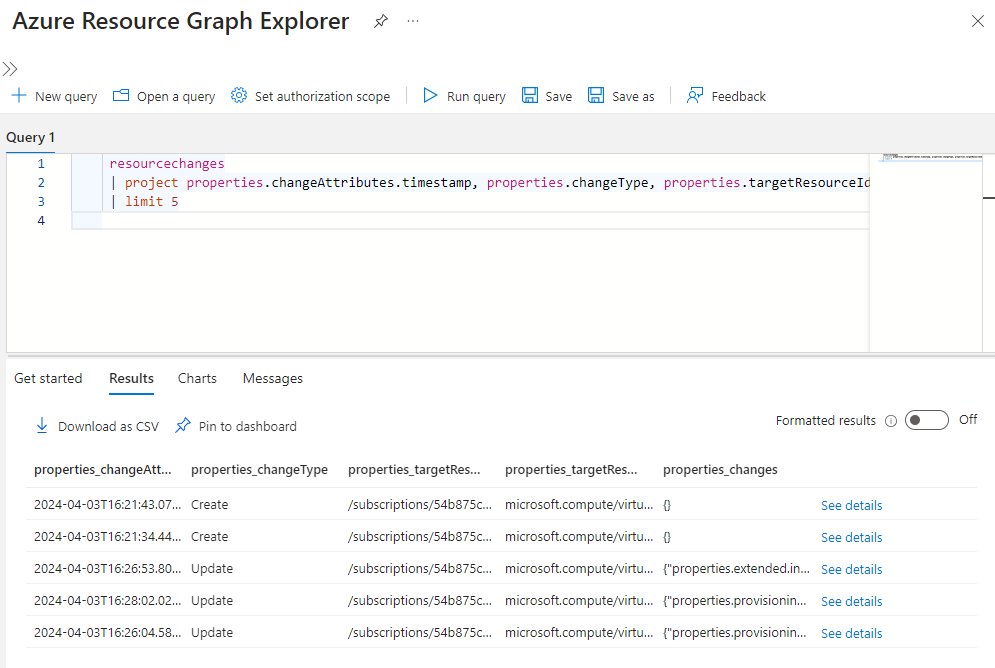 Azure Resource Graph Explorer
New query Open a query Set authorization scope Run query Save Save as Feedback
Query 1
1 resourcechanges
2 | project properties.changeAttributes.timestamp, properties.changeType, properties.targetResourceId
3 | limit 5
4
Get started Results Charts Messages
Download as CSV Pin to dashboard Formatted results Off
properties_changeAtt... properties_changeType properties_targetRes... properties_targetRes... properties_changes
2024-04-03T16:21:43.07... Create /subscriptions/54b875c... microsoft.compute/virtu... {} See details
2024-04-03T16:21:34.44... Create /subscriptions/54b875c... microsoft.compute/virtu... {} See details
2024-04-03T16:26:53.80... Update /subscriptions/54b875c... microsoft.compute/virtu... {"properties.extended.in... See details
2024-04-03T16:28:02.02... Update /subscriptions/54b875c... microsoft.compute/virtu... {"properties.provisionin... See details
2024-04-03T16:26:04.58... Update /subscriptions/54b875c... microsoft.compute/virtu... {"properties.provisionin... See details